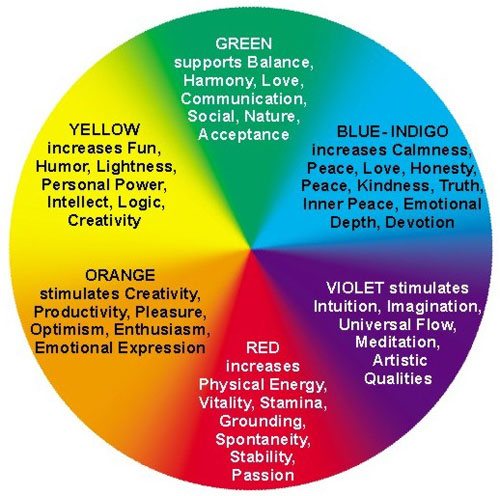 GREEN
supports Balance,
Harmony, Love,
Communication,
Social, Nature,
Acceptance
BLUE-INDIGO
increases Calmness,
Peace, Love, Honesty,
Peace, Kindness, Truth,
Inner Peace, Emotional
Depth, Devotion
VIOLET stimulates
Intuition, Imagination,
Universal Flow,
Meditation,
Artistic
Qualities
RED
increases
Physical Energy,
Vitality, Stamina,
Grounding,
Spontaneity,
Stability,
Passion
ORANGE
stimulates Creativity,
Productivity, Pleasure,
Optimism, Enthusiasm,
Emotional Expression
YELLOW
increases Fun,
Humor, Lightness,
Personal Power,
Intellect, Logic,
Creativity